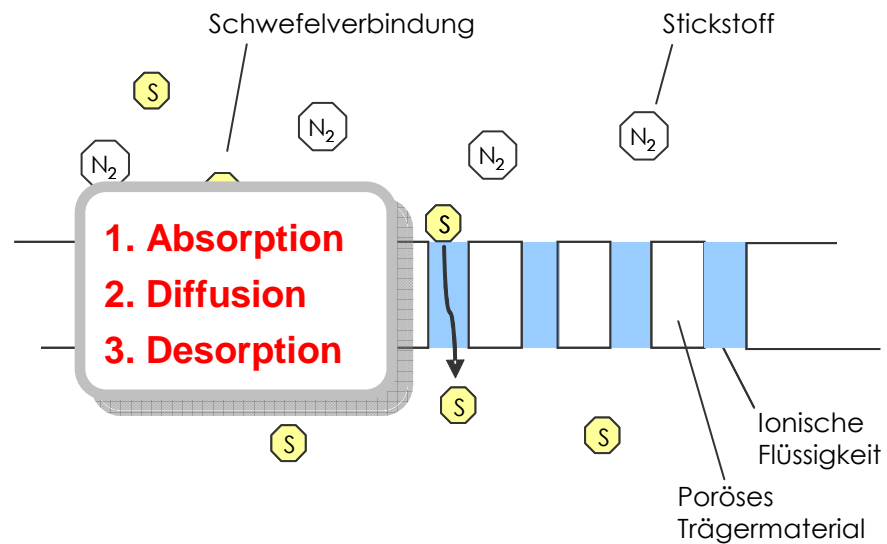 Schwefelverbindung
Stickstoff
S
N2
N2
N2
N2
S
1. Absorption
2. Diffusion
3. Desorption
S
S
S
Ionische
Flüssigkeit
Poröses
Trägermaterial